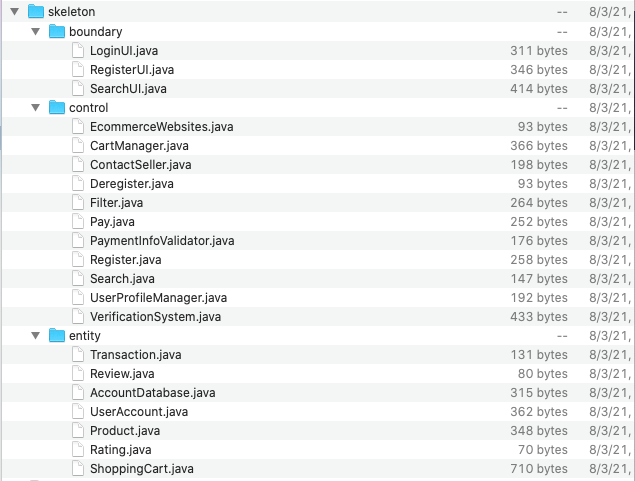 skeleton -- 8/3/21,
boundary -- 8/3/21,
LoginUI.java 311 bytes 8/3/21,
RegisterUI.java 346 bytes 8/3/21,
SearchUI.java 414 bytes 8/3/21,
control -- 8/3/21,
EcommerceWebsites.java 93 bytes 8/3/21,
CartManager.java 366 bytes 8/3/21,
ContactSeller.java 198 bytes 8/3/21,
Deregister.java 93 bytes 8/3/21,
Filter.java 264 bytes 8/3/21,
Pay.java 252 bytes 8/3/21,
PaymentInfoValidator.java 176 bytes 8/3/21,
Register.java 258 bytes 8/3/21,
Search.java 147 bytes 8/3/21,
UserProfileManager.java 192 bytes 8/3/21,
VerificationSystem.java 433 bytes 8/3/21,
entity -- 8/3/21,
Transaction.java 131 bytes 8/3/21,
Review.java 80 bytes 8/3/21,
AccountDatabase.java 315 bytes 8/3/21,
UserAccount.java 362 bytes 8/3/21,
Product.java 348 bytes 8/3/21,
Rating.java 70 bytes 8/3/21,
ShoppingCart.java 710 bytes 8/3/21,